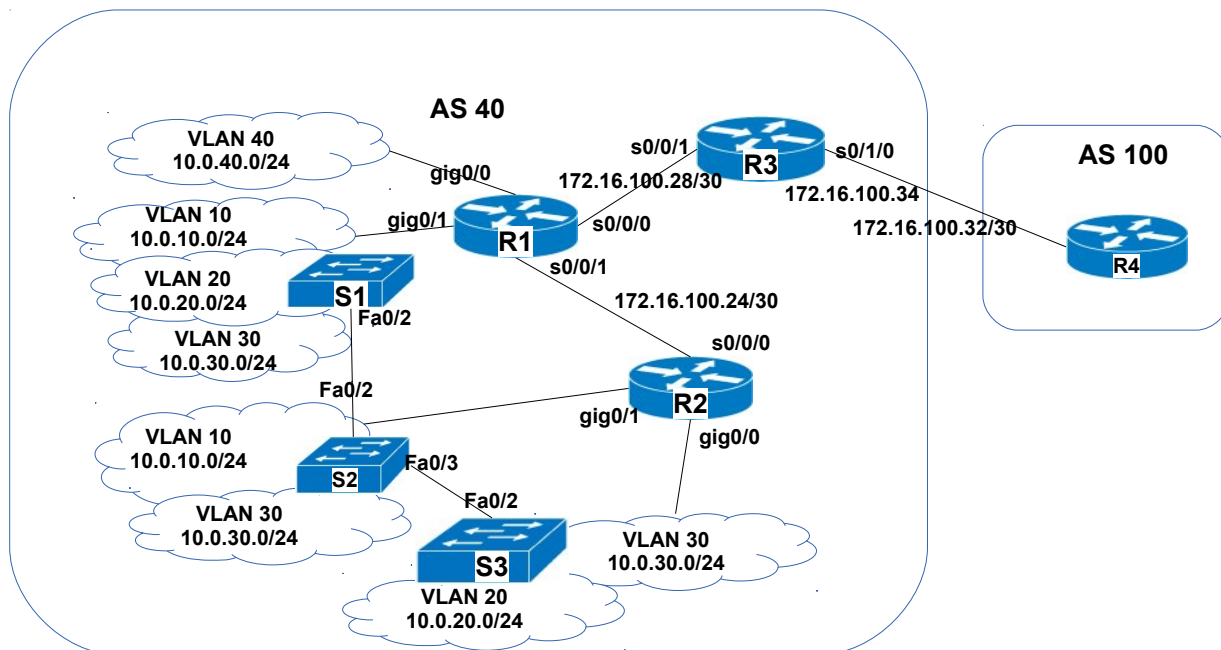 AS 40
VLAN 40
10.0.40.0/24
gig0/0
s0/0/1
R3
s0/1/0
AS 100
172.16.100.28/30
172.16.100.34
VLAN 10
10.0.10.0/24
gig0/1
R1
s0/0/0
172.16.100.32/30
R4
VLAN 20
10.0.20.0/24
S1
s0/0/1
Fa0/2
172.16.100.24/30
VLAN 30
10.0.30.0/24
s0/0/0
Fa0/2
R2
gig0/1
gig0/0
VLAN 10
10.0.10.0/24
S2
Fa0/3
Fa0/2
VLAN 30
10.0.30.0/24
S3
VLAN 30
10.0.30.0/24
VLAN 20
10.0.20.0/24